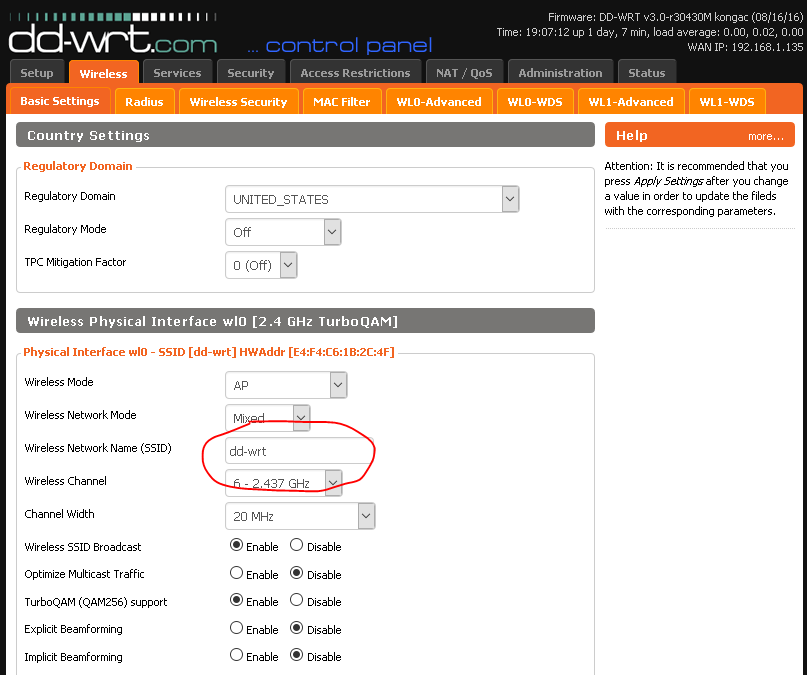 Firmware: DD-WRT v3.0-r30430M kongac (08/16/16)
Time: 19:07:12 up 1 day, 7 min, load average: 0.00, 0.02, 0.00
WAN IP: 192.168.1.135
dd-wrt.com ... control panel
Setup Wireless Services Security Access Restrictions NAT / QoS Administration Status
Basic Settings Radius Wireless Security MAC Filter WL0-Advanced WL0-WDS WL1-Advanced WL1-WDS
Country Settings
Regulatory Domain
Regulatory Domain UNITED_STATES
Regulatory Mode Off
TPC Mitigation Factor 0 (Off)
Wireless Physical Interface wl0 [2.4 GHz TurboQAM]
Physical Interface wl0 - SSID [dd-wrt] HWAddr [E4:F4:C6:1B:2C:4F]
Wireless Mode AP
Wireless Network Mode Mixed
Wireless Network Name (SSID) dd-wrt
Wireless Channel 6 - 2.437 GHz
Channel Width 20 MHz
Wireless SSID Broadcast Enable Disable
Optimize Multicast Traffic Enable Disable
TurboQAM (QAM256) support Enable Disable
Explicit Beamforming Enable Disable
Implicit Beamforming Enable Disable
Help more...
Attention: It is recommended that you
press Apply Settings after you change
a value in order to update the fileds
with the corresponding parameters.